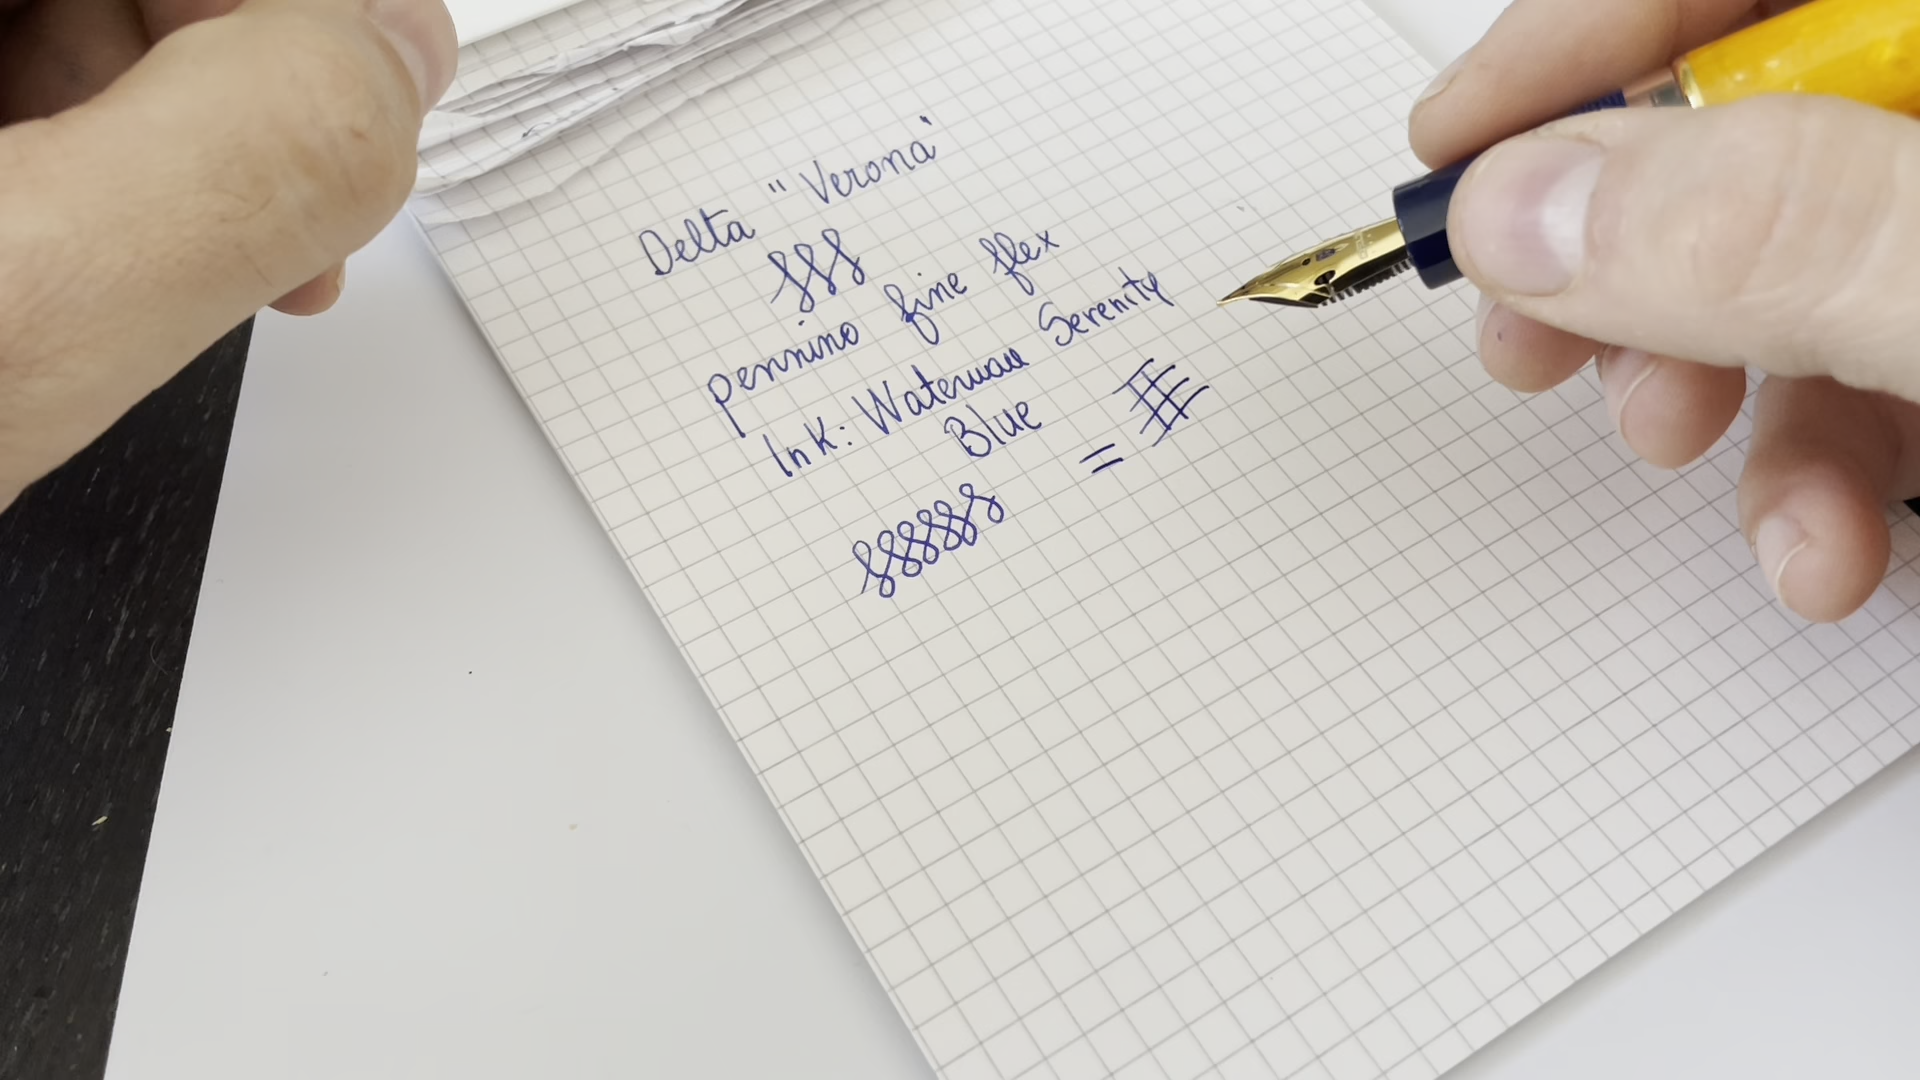 Delta "Verona"
pennino fine flex
Ink: Waterman Serenity
Blue